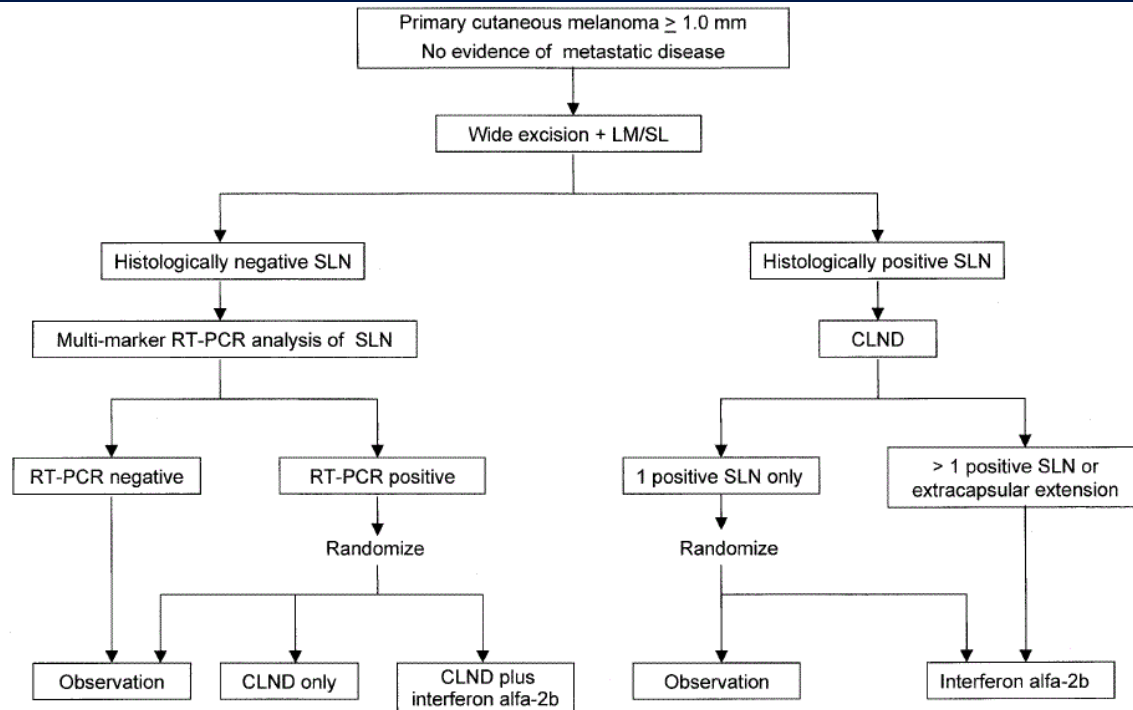 Primary cutaneous melanoma ≥ 1.0 mm
No evidence of metastatic disease
Wide excision + LM/SL
Histologically negative SLN
Histologically positive SLN
Multi-marker RT-PCR analysis of SLN
CLND
RT-PCR negative
RT-PCR positive
1 positive SLN only
> 1 positive SLN or
extracapsular extension
Randomize
Randomize
Observation
CLND only
CLND plus
interferon alfa-2b
Observation
Interferon alfa-2b